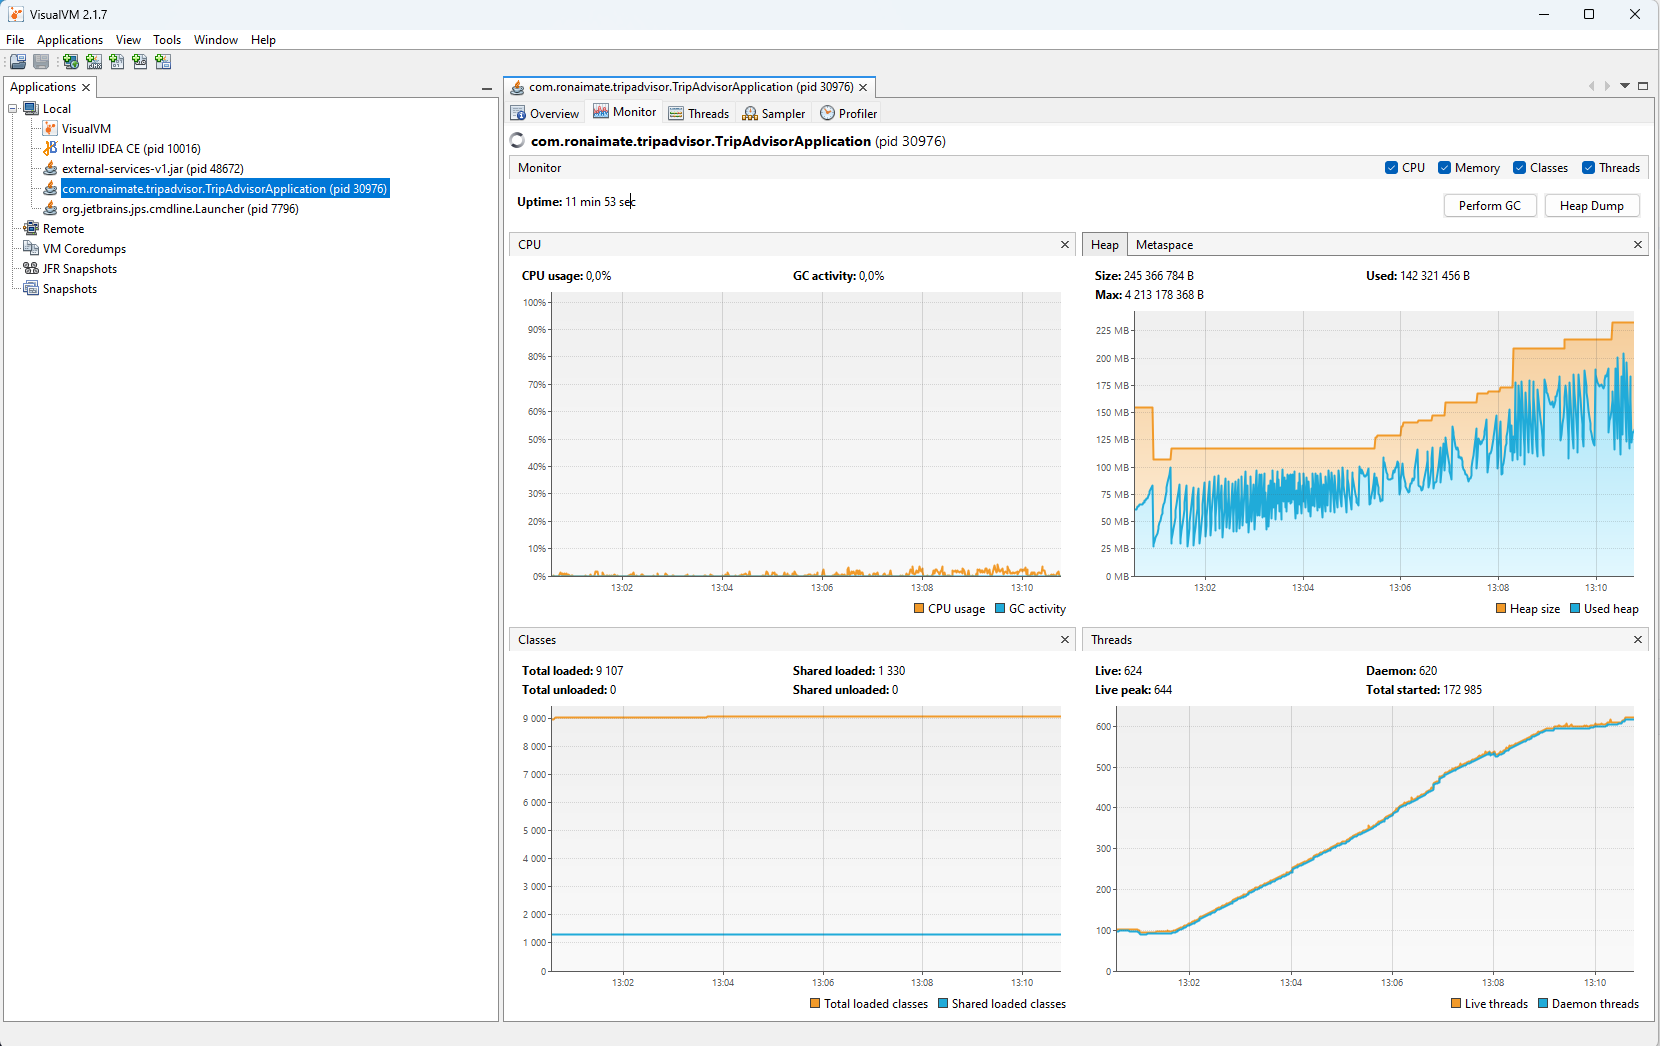 VisualVM 2.1.7
File Applications View Tools Window Help
Applications
Local
VisualVM
IntelliJ IDEA CE (pid 10016)
external-services-v1.jar (pid 48672)
com.ronaimate.tripadvisor.TripAdvisorApplication (pid 30976)
org.jetbrains.jps.cmdline.Launcher (pid 7796)
Remote
VM Coredumps
JFR Snapshots
Snapshots
com.ronaimate.tripadvisor.TripAdvisorApplication (pid 30976)
Overview Monitor Threads Sampler Profiler
com.ronaimate.tripadvisor.TripAdvisorApplication (pid 30976)
Monitor CPU Memory Classes Threads
Uptime: 11 min 53 sec
Perform GC Heap Dump
CPU
CPU usage: 0,0% GC activity: 0,0%
100%
90%
80%
70%
60%
50%
40%
30%
20%
10%
0%
13:02 13:04 13:06 13:08 13:10
CPU usage GC activity
Heap Metaspace
Size: 245 366 784 B Used: 142 321 456 B
Max: 4 213 178 368 B
225 MB
200 MB
175 MB
150 MB
125 MB
100 MB
75 MB
50 MB
25 MB
0 MB
13:02 13:04 13:06 13:08 13:10
Heap size Used heap
Classes
Total loaded: 9 107 Shared loaded: 1 330
Total unloaded: 0 Shared unloaded: 0
9 000
8 000
7 000
6 000
5 000
4 000
3 000
2 000
1 000
0
13:02 13:04 13:06 13:08 13:10
Total loaded classes Shared loaded classes
Threads
Live: 624 Daemon: 620
Live peak: 644 Total started: 172 985
600
500
400
300
200
100
0
13:02 13:04 13:06 13:08 13:10
Live threads Daemon threads